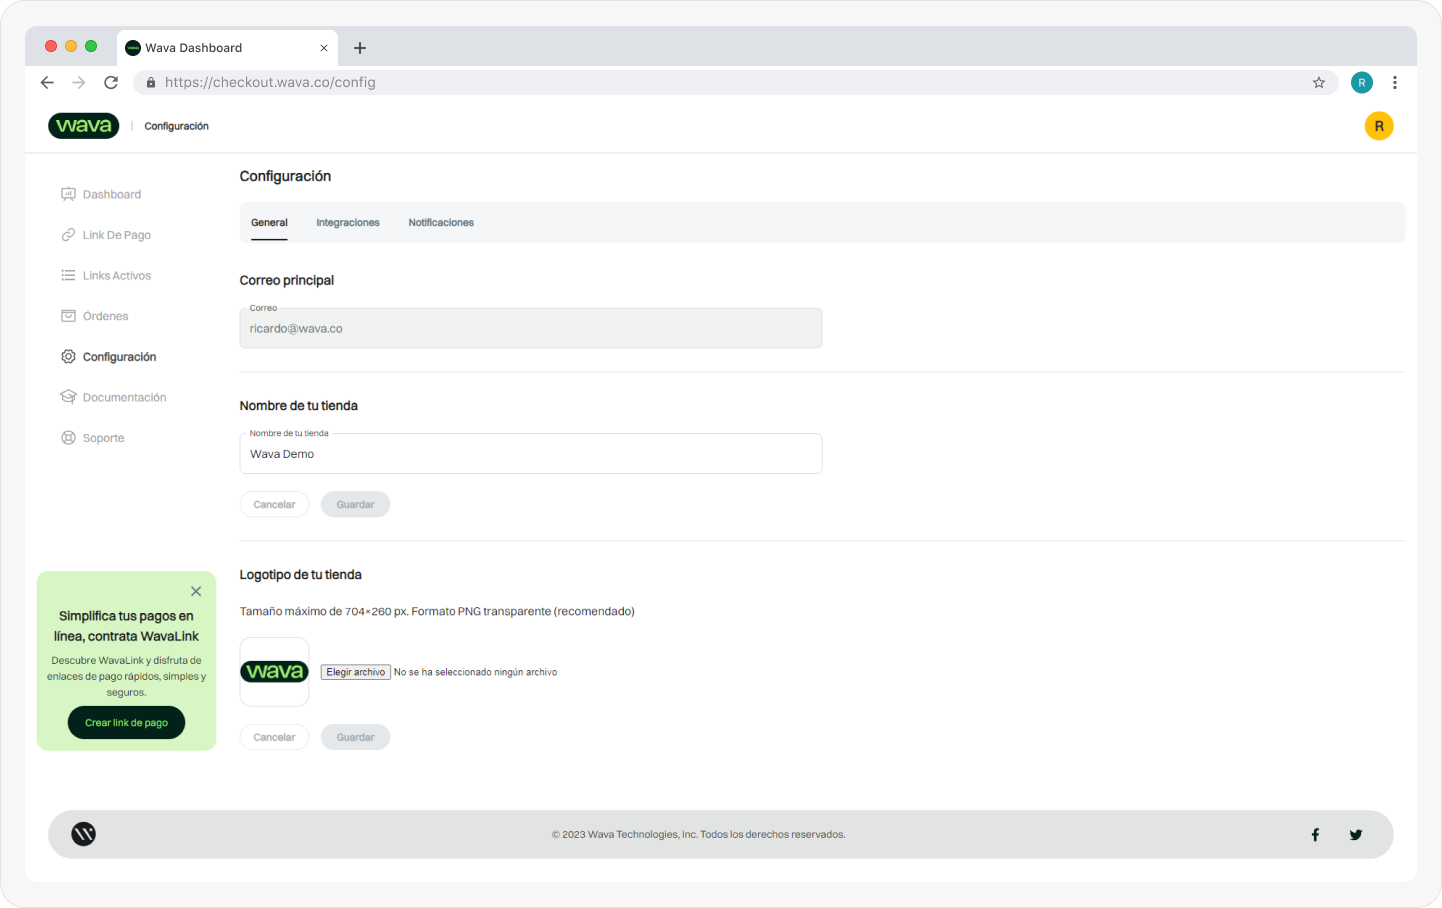 Wava Dashboard
https://checkout.wava.co/config
R
wava
Configuración
R
Dashboard
Link De Pago
Links Activos
Órdenes
Configuración
Documentación
Soporte
Simplifica tus pagos en
línea, contrata WavaLink
Descubre WavaLink y disfruta de
enlaces de pago rápidos, simples y
seguros.
Crear link de pago
Configuración
General Integraciones Notificaciones
Correo principal
Correo
ricardo@wava.co
Nombre de tu tienda
Nombre de tu tienda
Wava Demo
Cancelar Guardar
Logotipo de tu tienda
Tamaño máximo de 704×260 px. Formato PNG transparente (recomendado)
wava
Elegir archivo No se ha seleccionado ningún archivo
Cancelar Guardar
© 2023 Wava Technologies, Inc. Todos los derechos reservados.